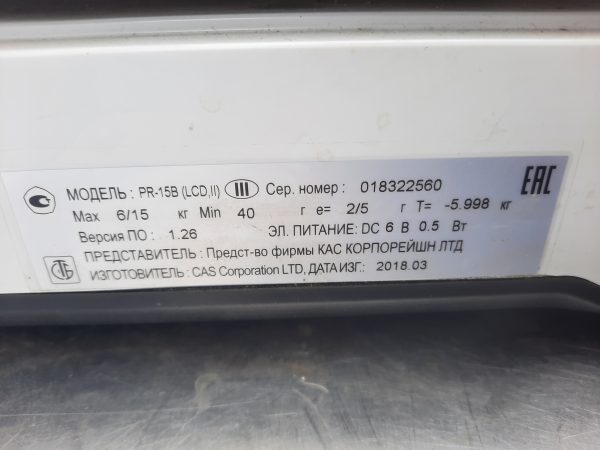 МОДЕЛЬ : PR-15B (LCD,II) III Сер. номер : 018322560 EAC
Max 6/15 кг Min 40 г e= 2/5 г T= -5.998 кг
Версия ПО : 1.26 ЭЛ. ПИТАНИЕ: DC 6 В 0.5 Вт
ПРЕДСТАВИТЕЛЬ : Предст-во фирмы КАС КОРПОРЕЙШН ЛТД
ИЗГОТОВИТЕЛЬ : CAS Corporation LTD, ДАТА ИЗГ.: 2018.03